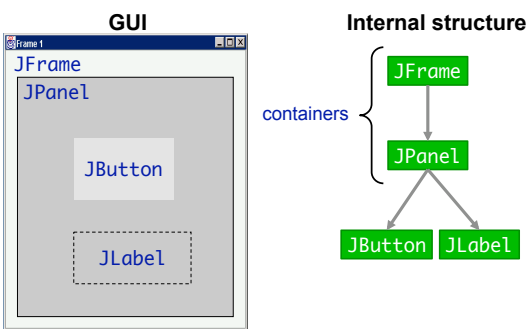 GUI
Frame 1
JFrame
JPanel
JButton
JLabel
Internal structure
containers
JFrame
JPanel
JButton JLabel